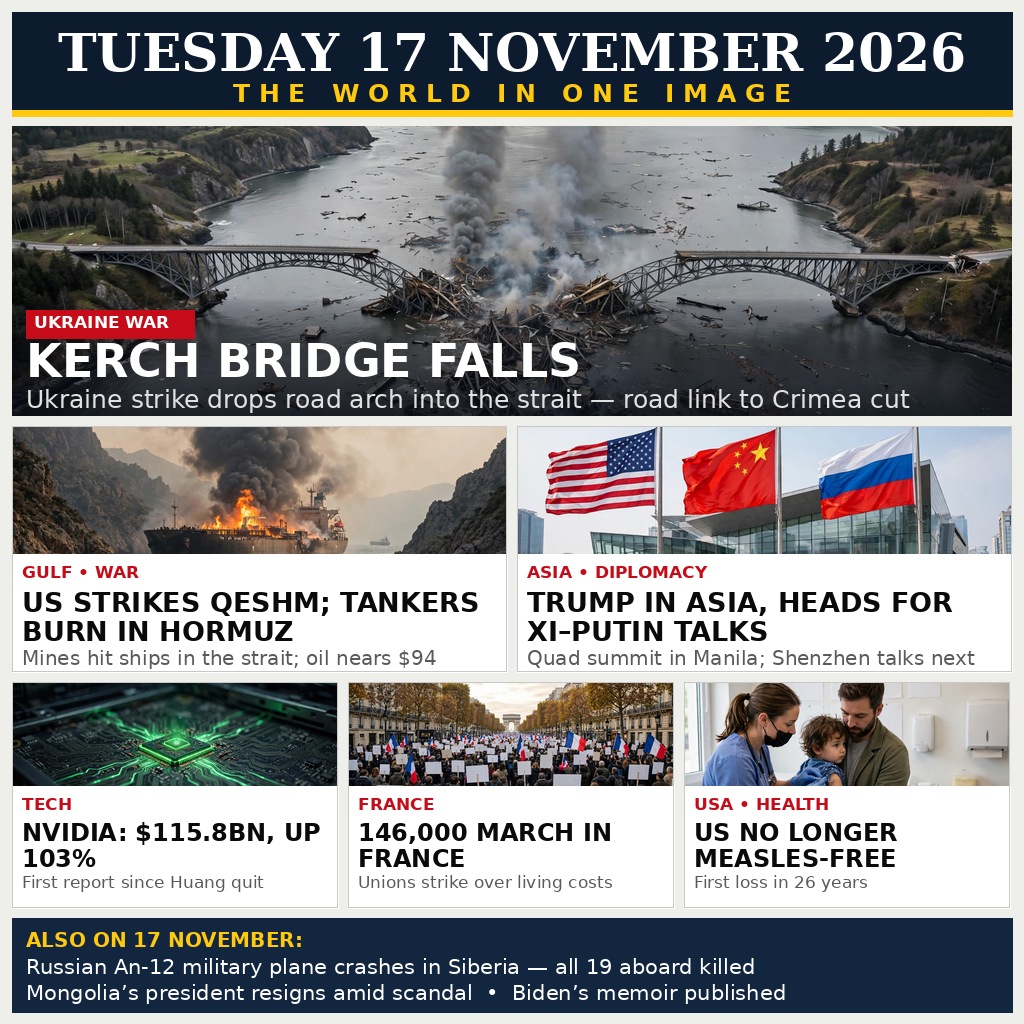 TUESDAY 17 NOVEMBER 2026
THE WORLD IN ONE IMAGE
UKRAINE WAR
KERCH BRIDGE FALLS
Ukraine strike drops road arch into the strait — road link to Crimea cut
GULF • WAR
US STRIKES QESHM; TANKERS
BURN IN HORMUZ
Mines hit ships in the strait; oil nears $94
ASIA • DIPLOMACY
TRUMP IN ASIA, HEADS FOR
XI–PUTIN TALKS
Quad summit in Manila; Shenzhen talks next
TECH
NVIDIA: $115.8BN, UP
103%
First report since Huang quit
FRANCE
146,000 MARCH IN
FRANCE
Unions strike over living costs
USA • HEALTH
US NO LONGER
MEASLES-FREE
First loss in 26 years
ALSO ON 17 NOVEMBER:
Russian An-12 military plane crashes in Siberia — all 19 aboard killed
Mongolia’s president resigns amid scandal • Biden’s memoir published